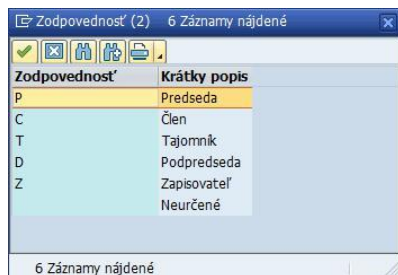 Zodpovednosť (2) 6 Záznamy nájdené
Zodpovednosť Krátky popis
P Predseda
C Člen
T Tajomník
D Podpredseda
Z Zapisovateľ
Neurčené
6 Záznamy nájdené